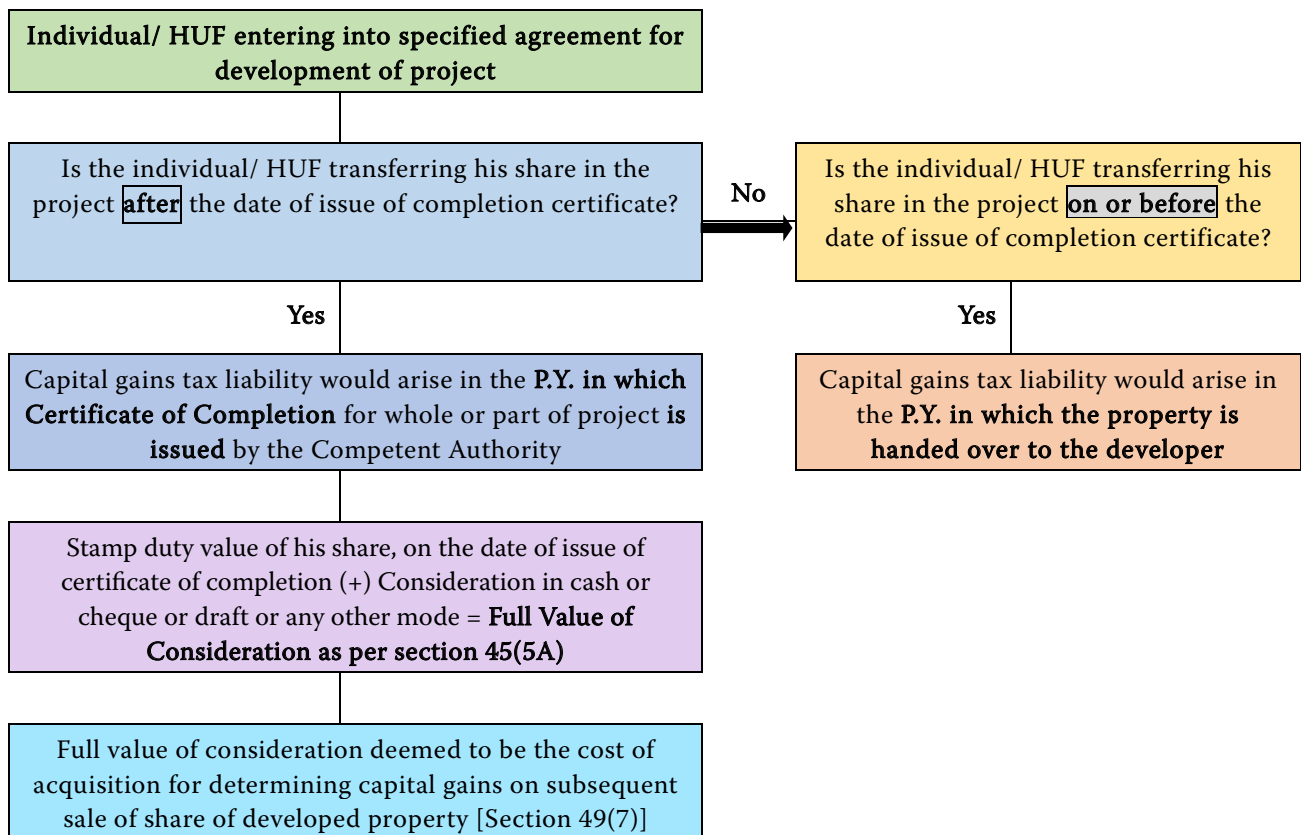 Individual/ HUF entering into specified agreement for
development of project
Is the individual/ HUF transferring his share in the
project after the date of issue of completion certificate?
No
Is the individual/ HUF transferring his
share in the project on or before the
date of issue of completion certificate?
Yes
Yes
Capital gains tax liability would arise in the P.Y. in which
Certificate of Completion for whole or part of project is
issued by the Competent Authority
Capital gains tax liability would arise in
the P.Y. in which the property is
handed over to the developer
Stamp duty value of his share, on the date of issue of
certificate of completion (+) Consideration in cash or
cheque or draft or any other mode = Full Value of
Consideration as per section 45(5A)
Full value of consideration deemed to be the cost of
acquisition for determining capital gains on subsequent
sale of share of developed property [Section 49(7)]